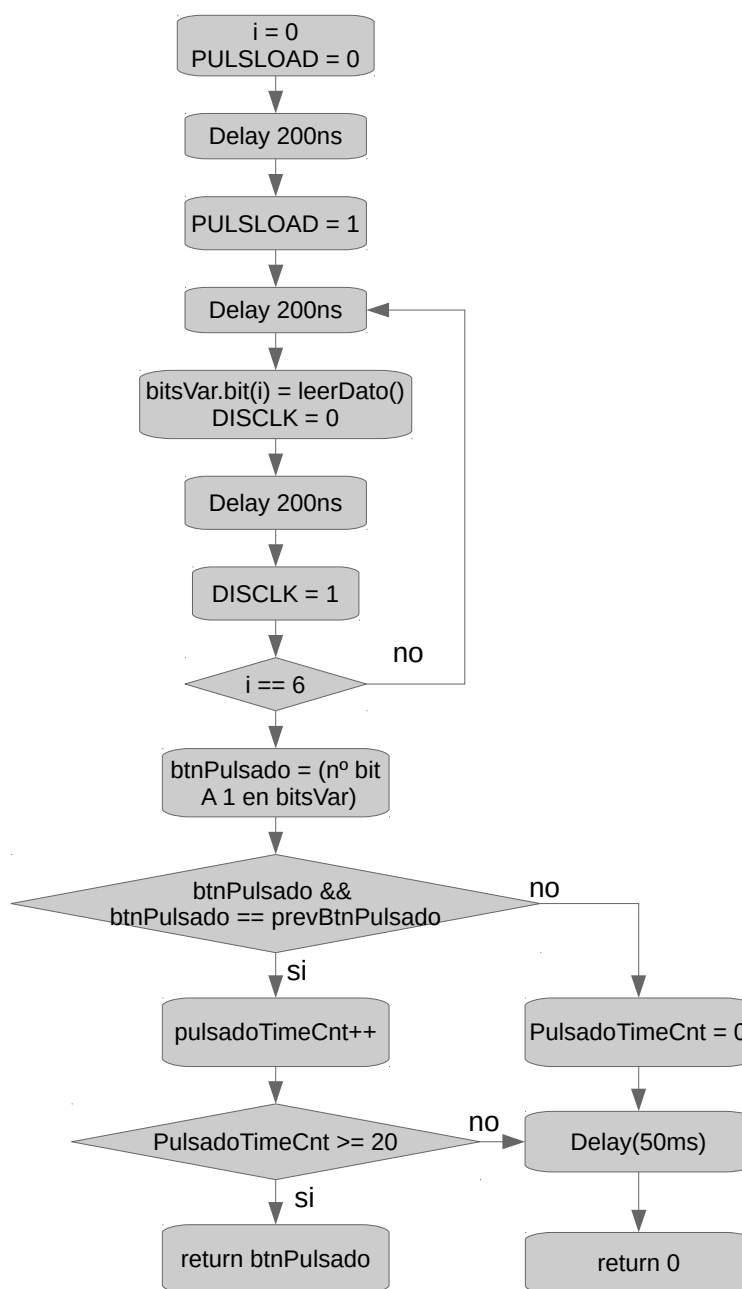 i = 0
PULSLOAD = 0
Delay 200ns
PULSLOAD = 1
Delay 200ns
bitsVar.bit(i) = leerDato()
DISCLK = 0
Delay 200ns
DISCLK = 1
no
i == 6
btnPulsado = (nº bit
A 1 en bitsVar)
btnPulsado &&
btnPulsado == prevBtnPulsado
no
si
pulsadoTimeCnt++
PulsadoTimeCnt = 0
PulsadoTimeCnt >= 20
no
Delay(50ms)
si
return btnPulsado
return 0